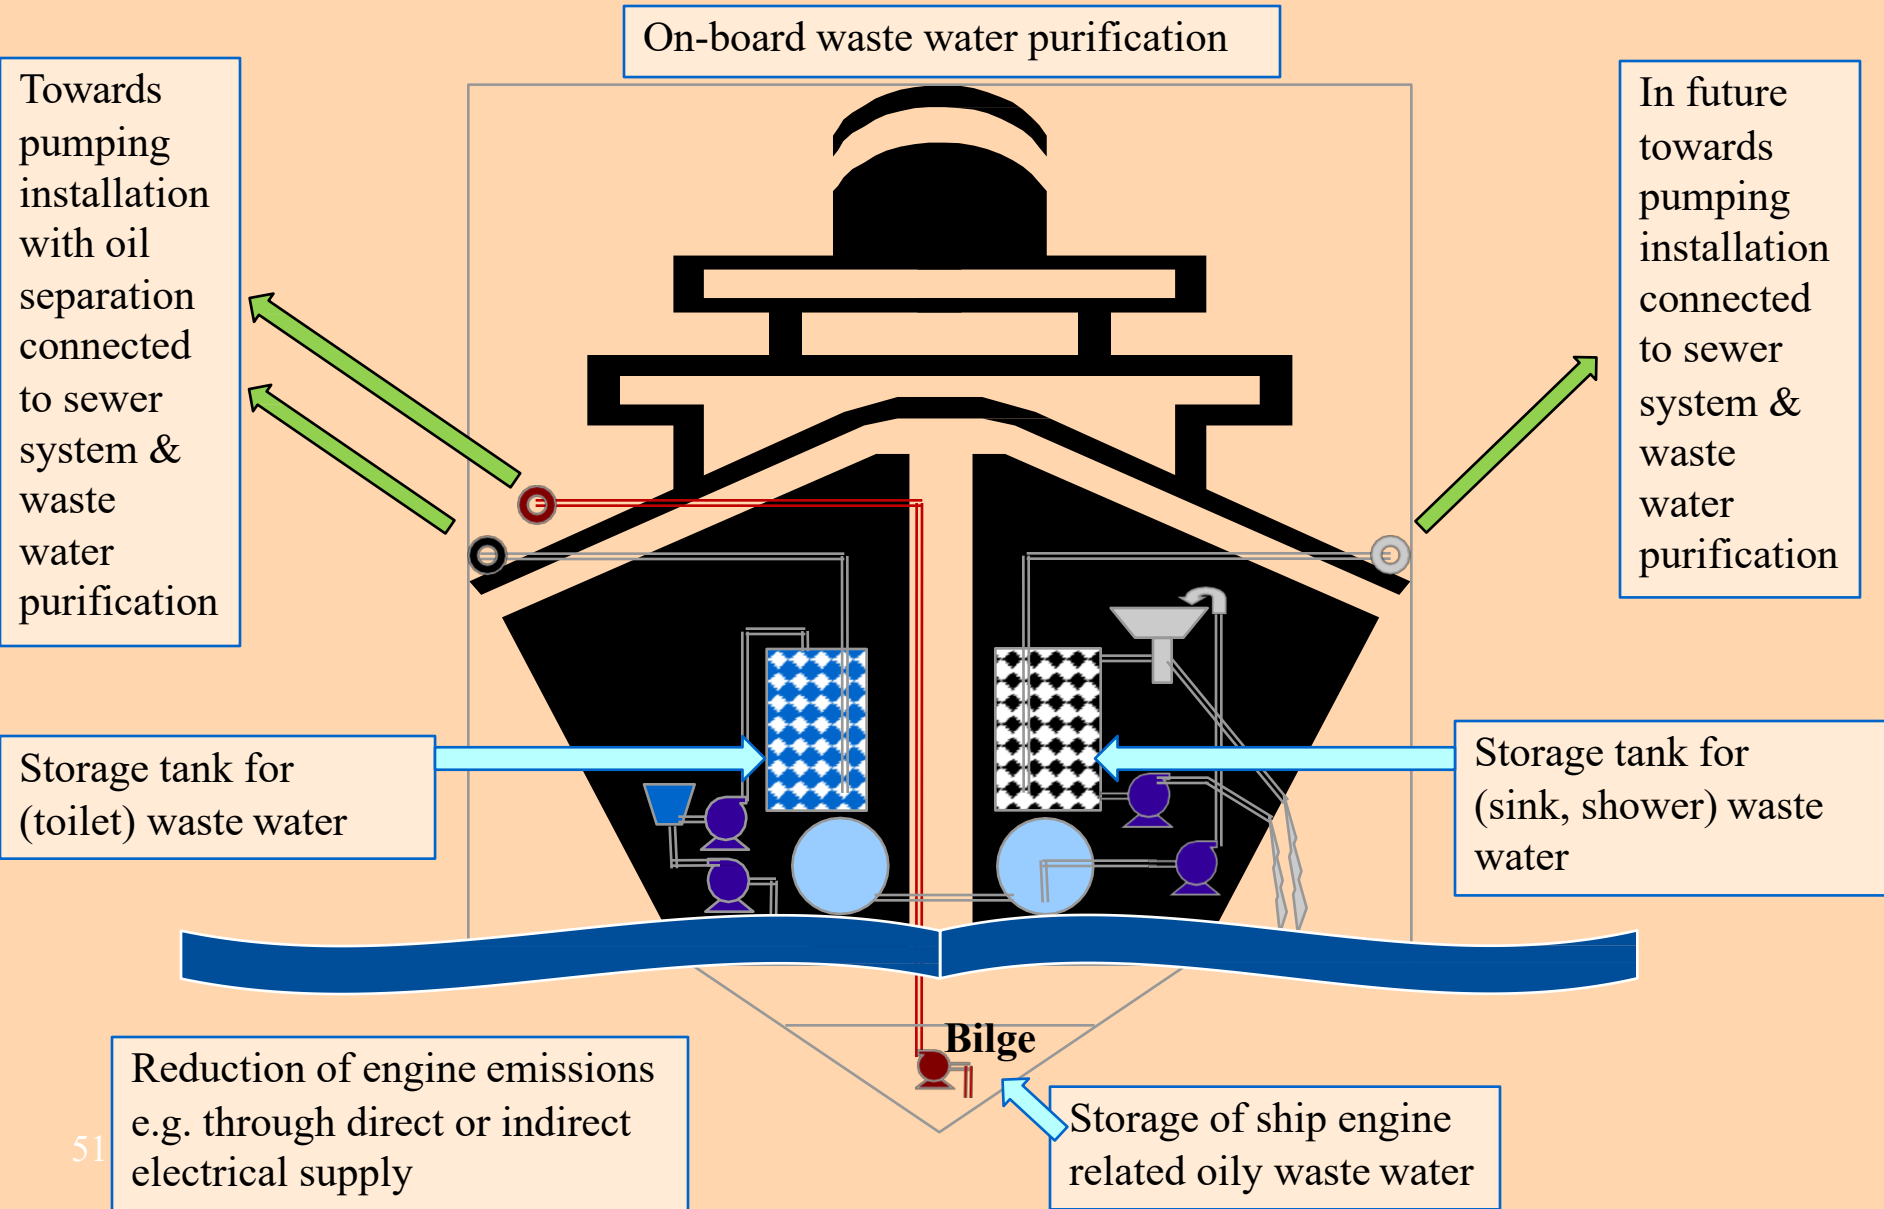 On-board waste water purification
Towards
pumping
installation
with oil
separation
connected
to sewer
system &
waste
water
purification
In future
towards
pumping
installation
connected
to sewer
system &
waste
water
purification
Storage tank for
(toilet) waste water
Storage tank for
(sink, shower) waste
water
Bilge
Reduction of engine emissions
e.g. through direct or indirect
electrical supply
Storage of ship engine
related oily waste water
51